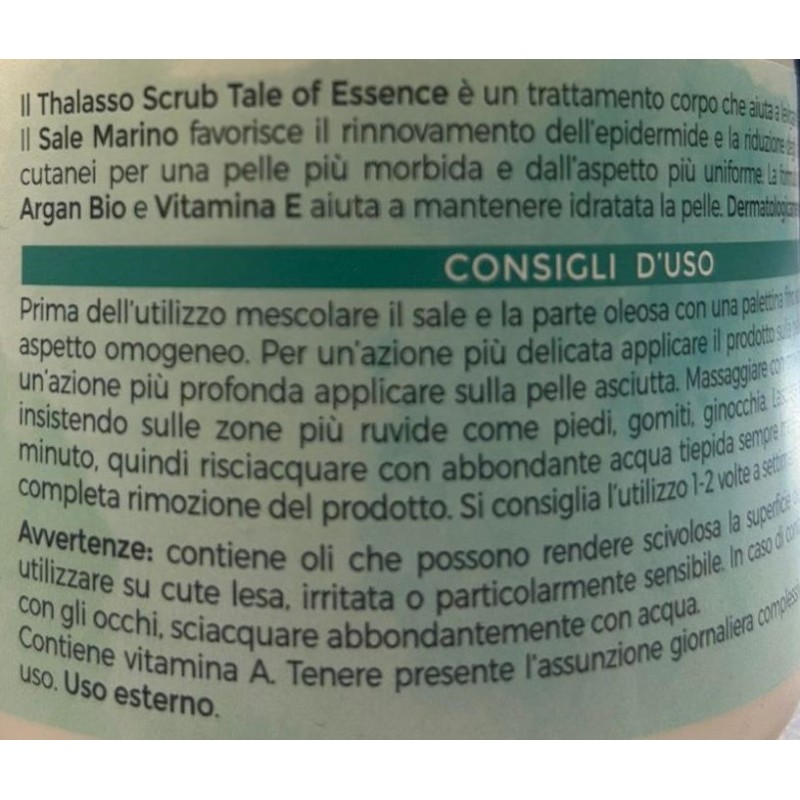 Il Thalasso Scrub Tale of Essence è un trattamento corpo che aiuta a
Il Sale Marino favorisce il rinnovamento dell'epidermide e la riduzione
cutanei per una pelle più morbida e dall'aspetto più uniforme. La
Argan Bio e Vitamina E aiuta a mantenere idratata la pelle.
CONSIGLI D'USO
Prima dell'utilizzo mescolare il sale e la parte oleosa con una palettina
aspetto omogeneo. Per un'azione più delicata applicare il prodotto sulla
un'azione più profonda applicare sulla pelle asciutta. Massaggiare con
insistendo sulle zone più ruvide come piedi, gomiti, ginocchia.
minuto, quindi risciacquare con abbondante acqua tiepida sempre
completa rimozione del prodotto. Si consiglia l'utilizzo 1-2 volte a
Avvertenze: contiene oli che possono rendere scivolosa la superficie
utilizzare su cute lesa, irritata o particolarmente sensibile. In caso di
con gli occhi, sciacquare abbondantemente con acqua.
Contiene vitamina A. Tenere presente l'assunzione giornaliera
uso. Uso esterno.